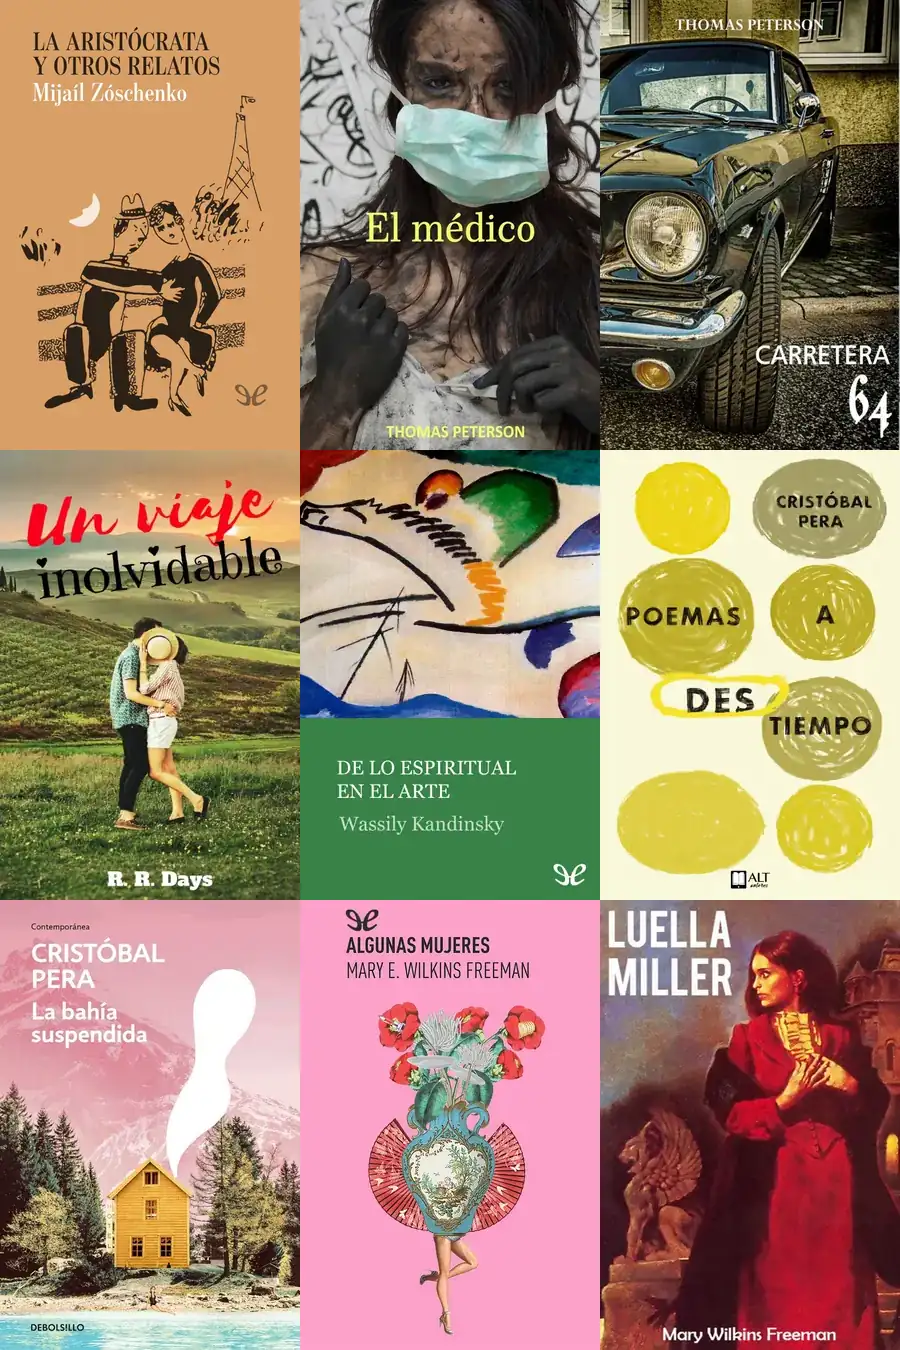 LA ARISTÓCRATA
Y OTROS RELATOS
Mijaíl Zóschenko
El médico
THOMAS PETERSON
THOMAS PETERSON
CARRETERA
64
Un viaje
inolvidable
R. R. Days
DE LO ESPIRITUAL
EN EL ARTE
Wassily Kandinsky
CRISTÓBAL
PERA
POEMAS A
DES
TIEMPO
ALT
autores
Contemporánea
CRISTÓBAL
PERA
La bahía
suspendida
DEBOLSILLO
ALGUNAS MUJERES
MARY E. WILKINS FREEMAN
LUELLA
MILLER
Mary Wilkins Freeman